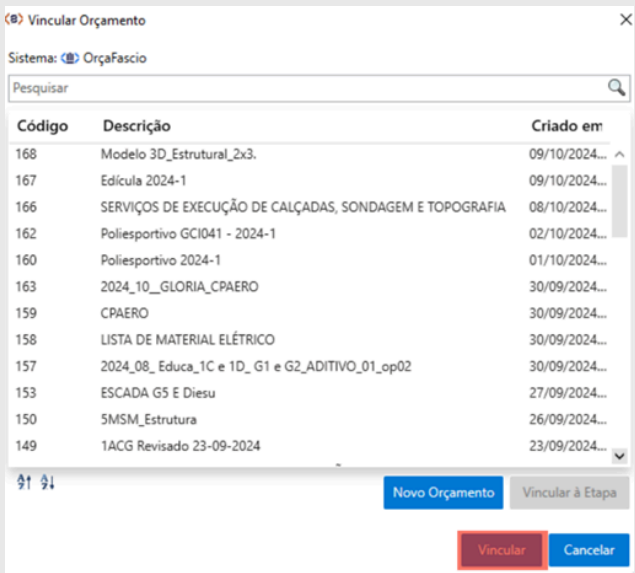 Vincular Orçamento
Sistema: OrçaFascio
Pesquisar
Código Descrição Criado em
168 Modelo 3D_Estrutural_2x3. 09/10/2024...
167 Edícula 2024-1 09/10/2024...
166 SERVIÇOS DE EXECUÇÃO DE CALÇADAS, SONDAGEM E TOPOGRAFIA 08/10/2024...
162 Poliesportivo GCI041 - 2024-1 02/10/2024...
160 Poliesportivo 2024-1 01/10/2024...
163 2024_10__GLORIA_CPAERO 30/09/2024...
159 CPAERO 30/09/2024...
158 LISTA DE MATERIAL ELÉTRICO 30/09/2024...
157 2024_08_ Educa_1C e 1D_ G1 e G2_ADITIVO_01_op02 30/09/2024...
153 ESCADA G5 E Diesu 27/09/2024...
150 5MSM_Estrutura 26/09/2024...
149 1ACG Revisado 23-09-2024 23/09/2024...
Novo Orçamento Vincular à Etapa
Vincular Cancelar